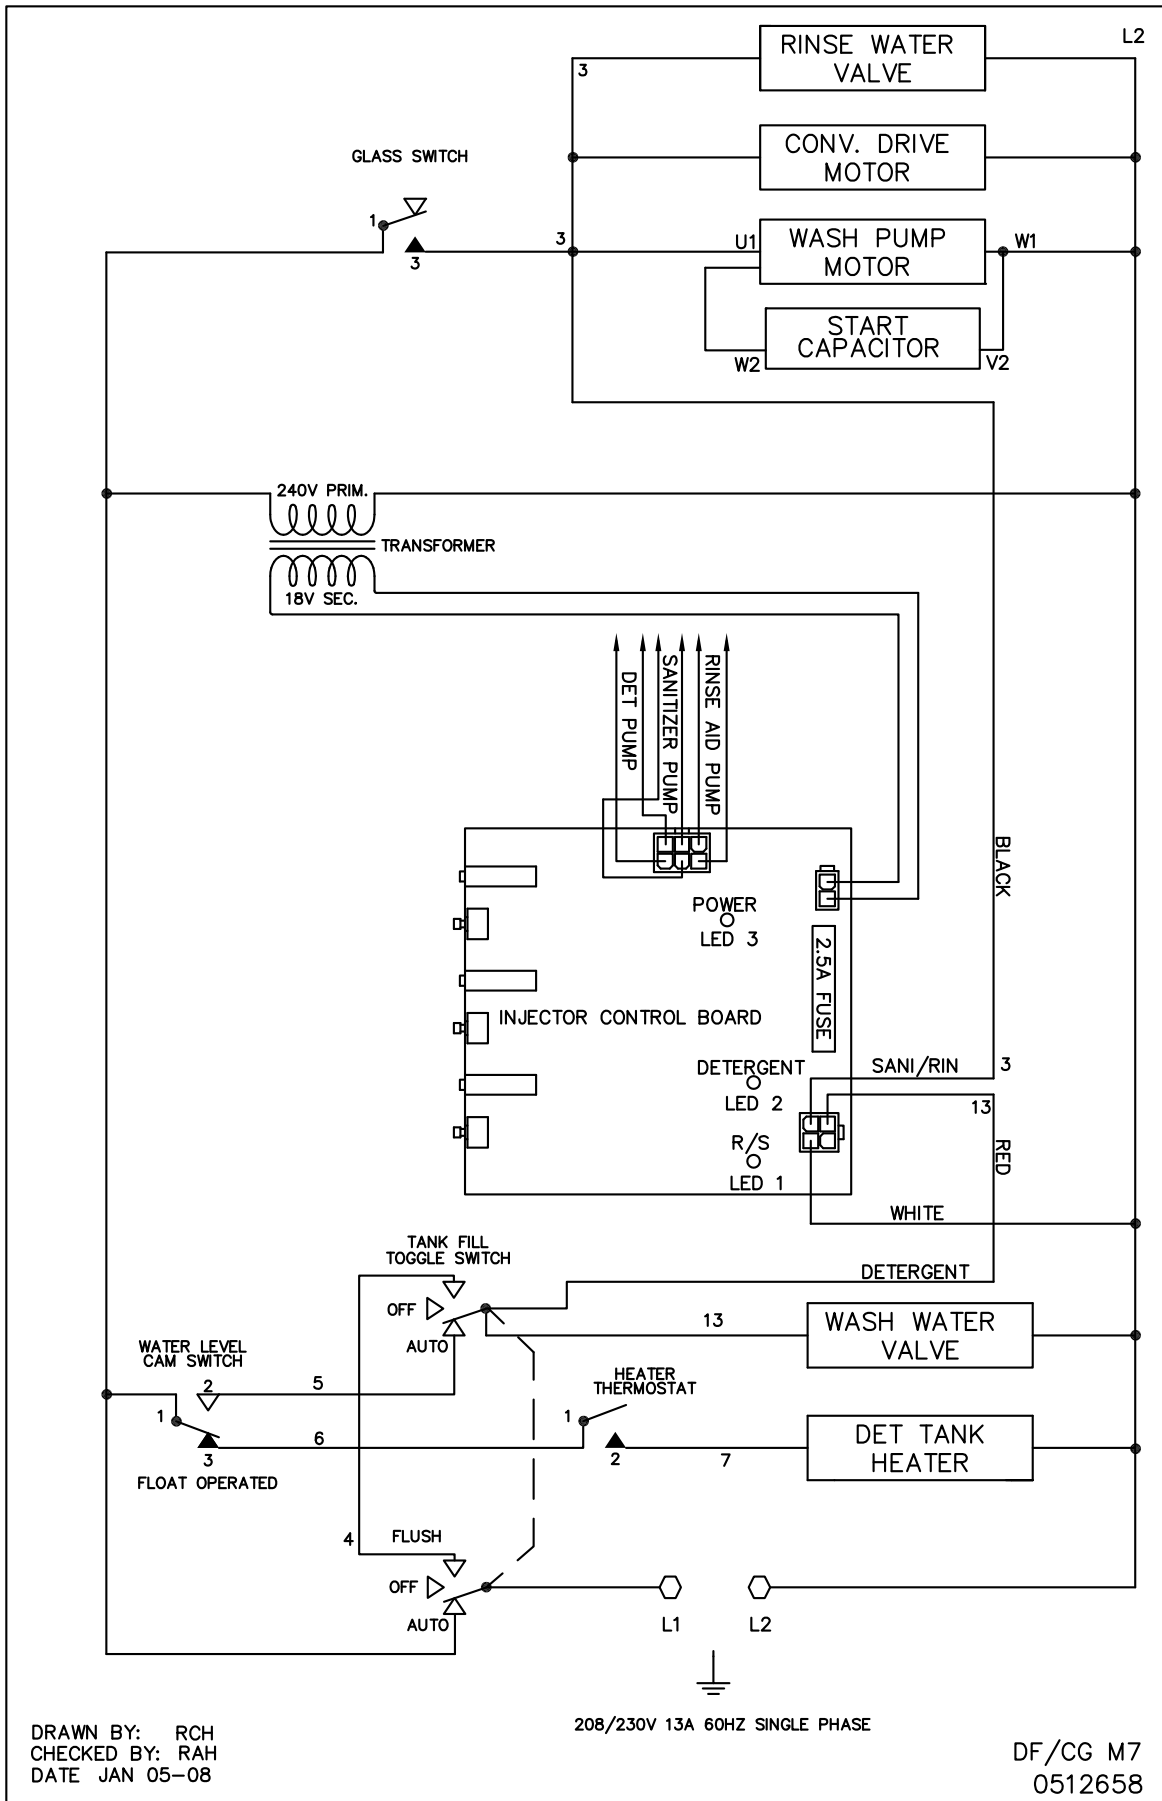 L2
RINSE WATER
VALVE
3
GLASS SWITCH
CONV. DRIVE
MOTOR
1
3
3
U1
WASH PUMP
MOTOR
W1
START
CAPACITOR
W2
V2
240V PRIM.
TRANSFORMER
18V SEC.
DET PUMP
SANITIZER PUMP
RINSE AID PUMP
BLACK
POWER
LED 3
2.5A FUSE
INJECTOR CONTROL BOARD
DETERGENT
LED 2
SANI/RIN
3
13
R/S
LED 1
RED
WHITE
TANK FILL
TOGGLE SWITCH
DETERGENT
OFF
AUTO
13
WASH WATER
VALVE
WATER LEVEL
CAM SWITCH
2
5
1
3
6
FLOAT OPERATED
HEATER
THERMOSTAT
1
2
7
DET TANK
HEATER
4
FLUSH
OFF
AUTO
L1
L2
208/230V 13A 60HZ SINGLE PHASE
DRAWN BY: RCH
CHECKED BY: RAH
DATE JAN 05-08
DF/CG M7
0512658